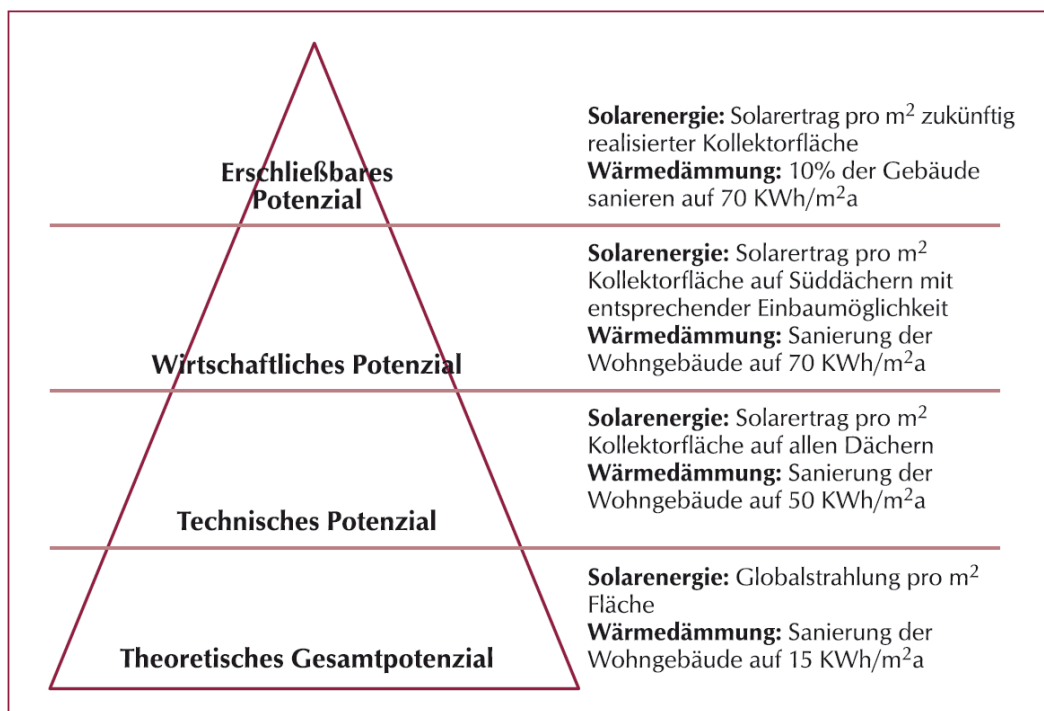 Erschließbares
Potenzial
Solarenergie: Solarertrag pro m² zukünftig
realisierter Kollektorfläche
Wärmedämmung: 10% der Gebäude
sanieren auf 70 KWh/m²a
Wirtschaftliches Potenzial
Solarenergie: Solarertrag pro m²
Kollektorfläche auf Süddächern mit
entsprechender Einbaumöglichkeit
Wärmedämmung: Sanierung der
Wohngebäude auf 70 KWh/m²a
Technisches Potenzial
Solarenergie: Solarertrag pro m²
Kollektorfläche auf allen Dächern
Wärmedämmung: Sanierung der
Wohngebäude auf 50 KWh/m²a
Theoretisches Gesamtpotenzial
Solarenergie: Globalstrahlung pro m²
Fläche
Wärmedämmung: Sanierung der
Wohngebäude auf 15 KWh/m²a